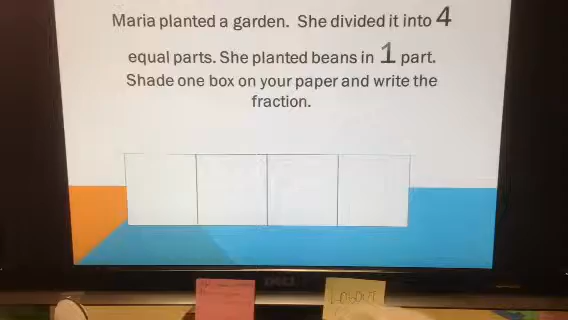 Maria planted a garden. She divided it into 4
equal parts. She planted beans in 1 part.
Shade one box on your paper and write the
fraction.
DELL
LOGOUT